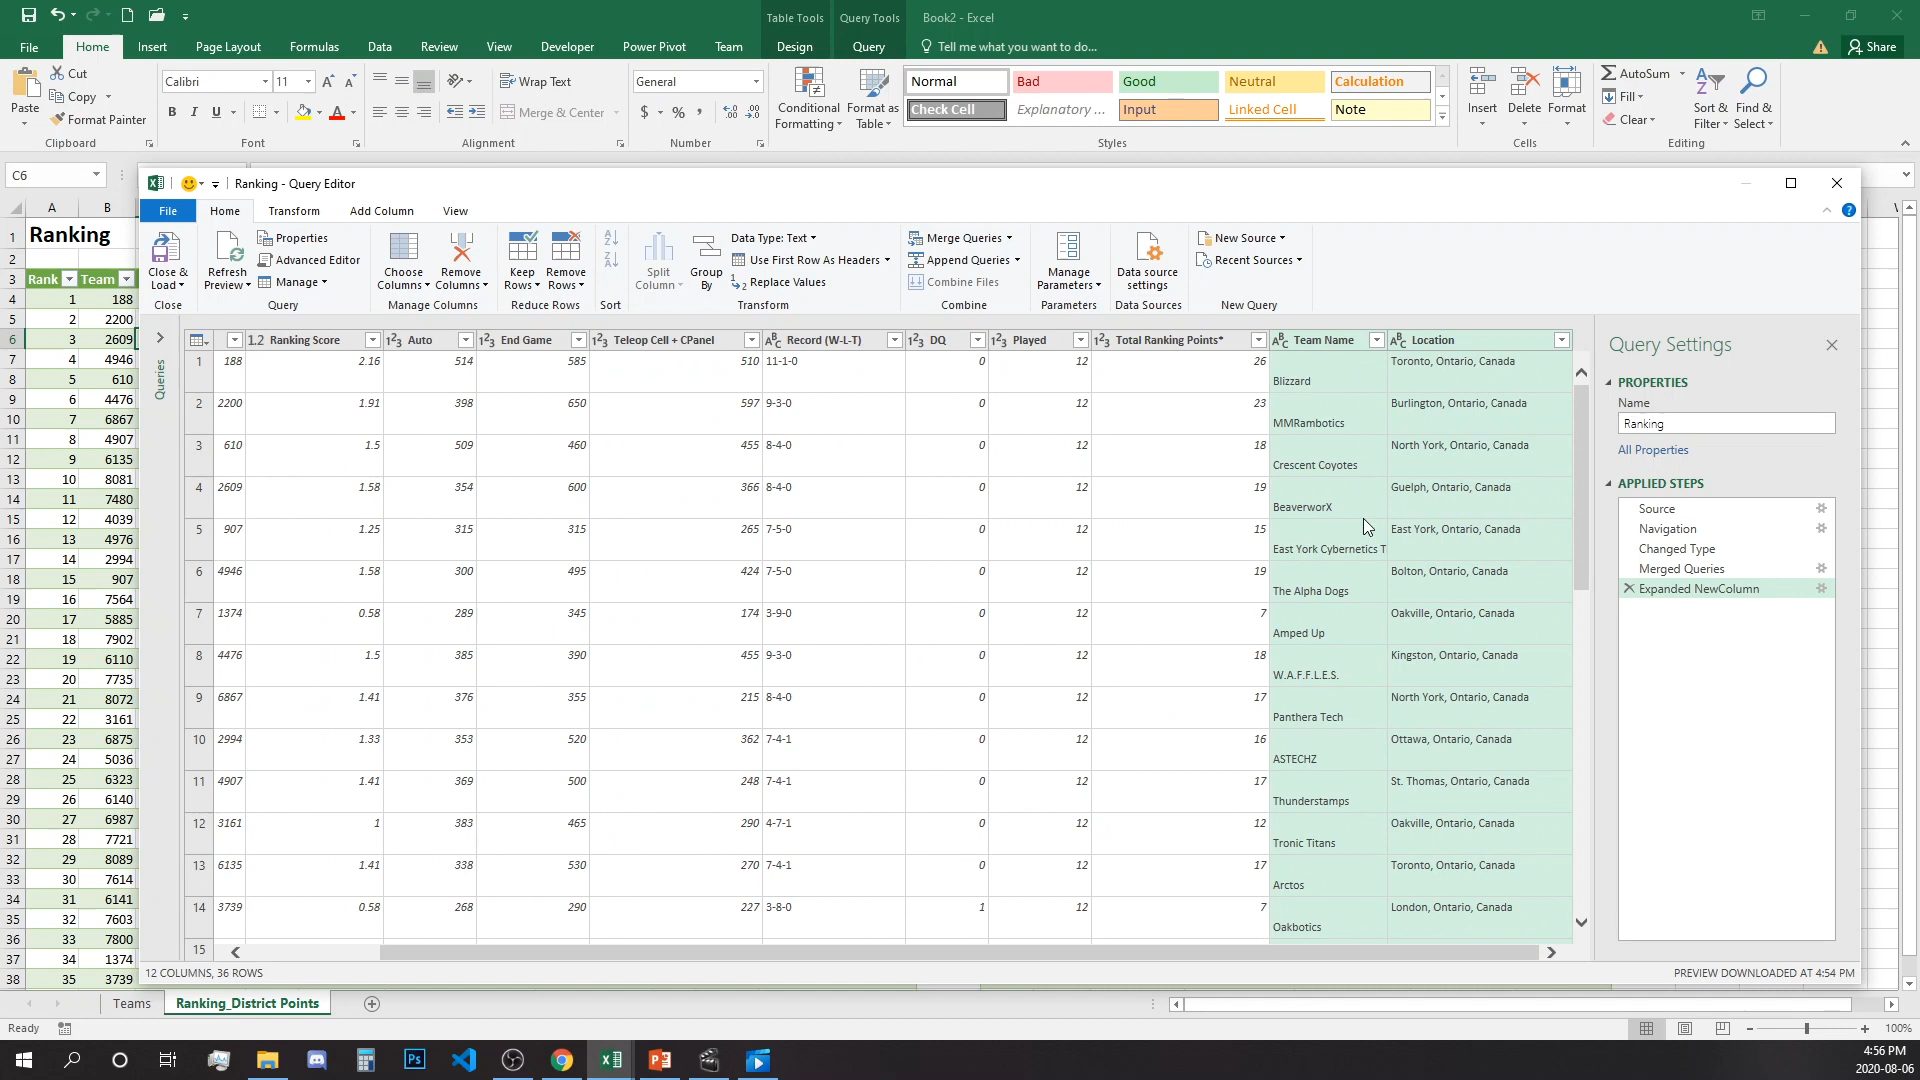 Table Tools Query Tools Book2 - Excel
File Home Insert Page Layout Formulas Data Review View Developer Power Pivot Team Design Query Tell me what you want to do... Share
Paste Cut Copy Format Painter
Calibri 11 B I U
Wrap Text Merge & Center
General $ %
Conditional Formatting Format as Table
Normal Bad Good Neutral Calculation
Check Cell Explanatory ... Input Linked Cell Note
Insert Delete Format
AutoSum Fill Clear Sort & Filter Find & Select
Clipboard Font Alignment Number Styles Cells Editing
C6
Ranking - Query Editor
File Home Transform Add Column View
Close & Load Refresh Preview Properties Advanced Editor Manage
Choose Columns Remove Columns Keep Rows Remove Rows
Split Column Group By Data Type: Text Use First Row As Headers Replace Values
Merge Queries Append Queries Combine Files
Manage Parameters Data source settings New Source Recent Sources
Close Query Manage Columns Reduce Rows Sort Transform Combine Parameters Data Sources New Query
A B
1 Ranking
2
3 Rank Team
4 1 188
5 2 2200
6 3 2609
7 4 4946
8 5 610
9 6 4476
10 7 6867
11 8 4907
12 9 6135
13 10 8081
14 11 7480
15 12 4039
16 13 4976
17 14 2994
18 15 907
19 16 7564
20 17 5885
21 18 7902
22 19 6110
23 20 7735
24 21 8072
25 22 3161
26 23 6875
27 24 5036
28 25 6323
29 26 6140
30 27 6987
31 28 7721
32 29 8089
33 30 7614
34 31 6141
35 32 7603
36 33 7800
37 34 1374
38 35 3739
Queries
1.2 Ranking Score 123 Auto 123 End Game 123 Teleop Cell + CPanel ABC Record (W-L-T) 123 DQ 123 Played 123 Total Ranking Points* ABC Team Name ABC Location
1 188 2.16 514 585 510 11-1-0 0 12 26 Blizzard Toronto, Ontario, Canada
2 2200 1.91 398 650 597 9-3-0 0 12 23 MMRambotics Burlington, Ontario, Canada
3 610 1.5 509 460 455 8-4-0 0 12 18 Crescent Coyotes North York, Ontario, Canada
4 2609 1.58 354 600 366 8-4-0 0 12 19 BeaverworX Guelph, Ontario, Canada
5 907 1.25 315 315 265 7-5-0 0 12 15 East York Cybernetics T East York, Ontario, Canada
6 4946 1.58 300 495 424 7-5-0 0 12 19 The Alpha Dogs Bolton, Ontario, Canada
7 1374 0.58 289 345 174 3-9-0 0 12 7 Amped Up Oakville, Ontario, Canada
8 4476 1.5 385 390 455 9-3-0 0 12 18 W.A.F.F.L.E.S. Kingston, Ontario, Canada
9 6867 1.41 376 355 215 8-4-0 0 12 17 Panthera Tech North York, Ontario, Canada
10 2994 1.33 353 520 362 7-4-1 0 12 16 ASTECHZ Ottawa, Ontario, Canada
11 4907 1.41 369 500 248 7-4-1 0 12 17 Thunderstamps St. Thomas, Ontario, Canada
12 3161 1 383 465 290 4-7-1 0 12 12 Tronic Titans Oakville, Ontario, Canada
13 6135 1.41 338 530 270 7-4-1 0 12 17 Arctos Toronto, Ontario, Canada
14 3739 0.58 268 290 227 3-8-0 1 12 7 Oakbotics London, Ontario, Canada
15
Query Settings
PROPERTIES
Name
Ranking
All Properties
APPLIED STEPS
Source
Navigation
Changed Type
Merged Queries
Expanded NewColumn
12 COLUMNS, 36 ROWS PREVIEW DOWNLOADED AT 4:54 PM
Teams Ranking_District Points
Ready 100%
4:56 PM
2020-08-06